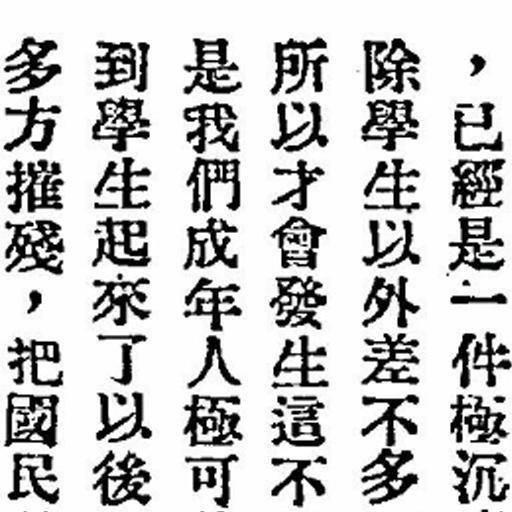 ，已經是一件極沉
除學生以外差不多
所以才會發生這不
是我們成年人極可
到學生起來了以後
多方摧殘，把國民